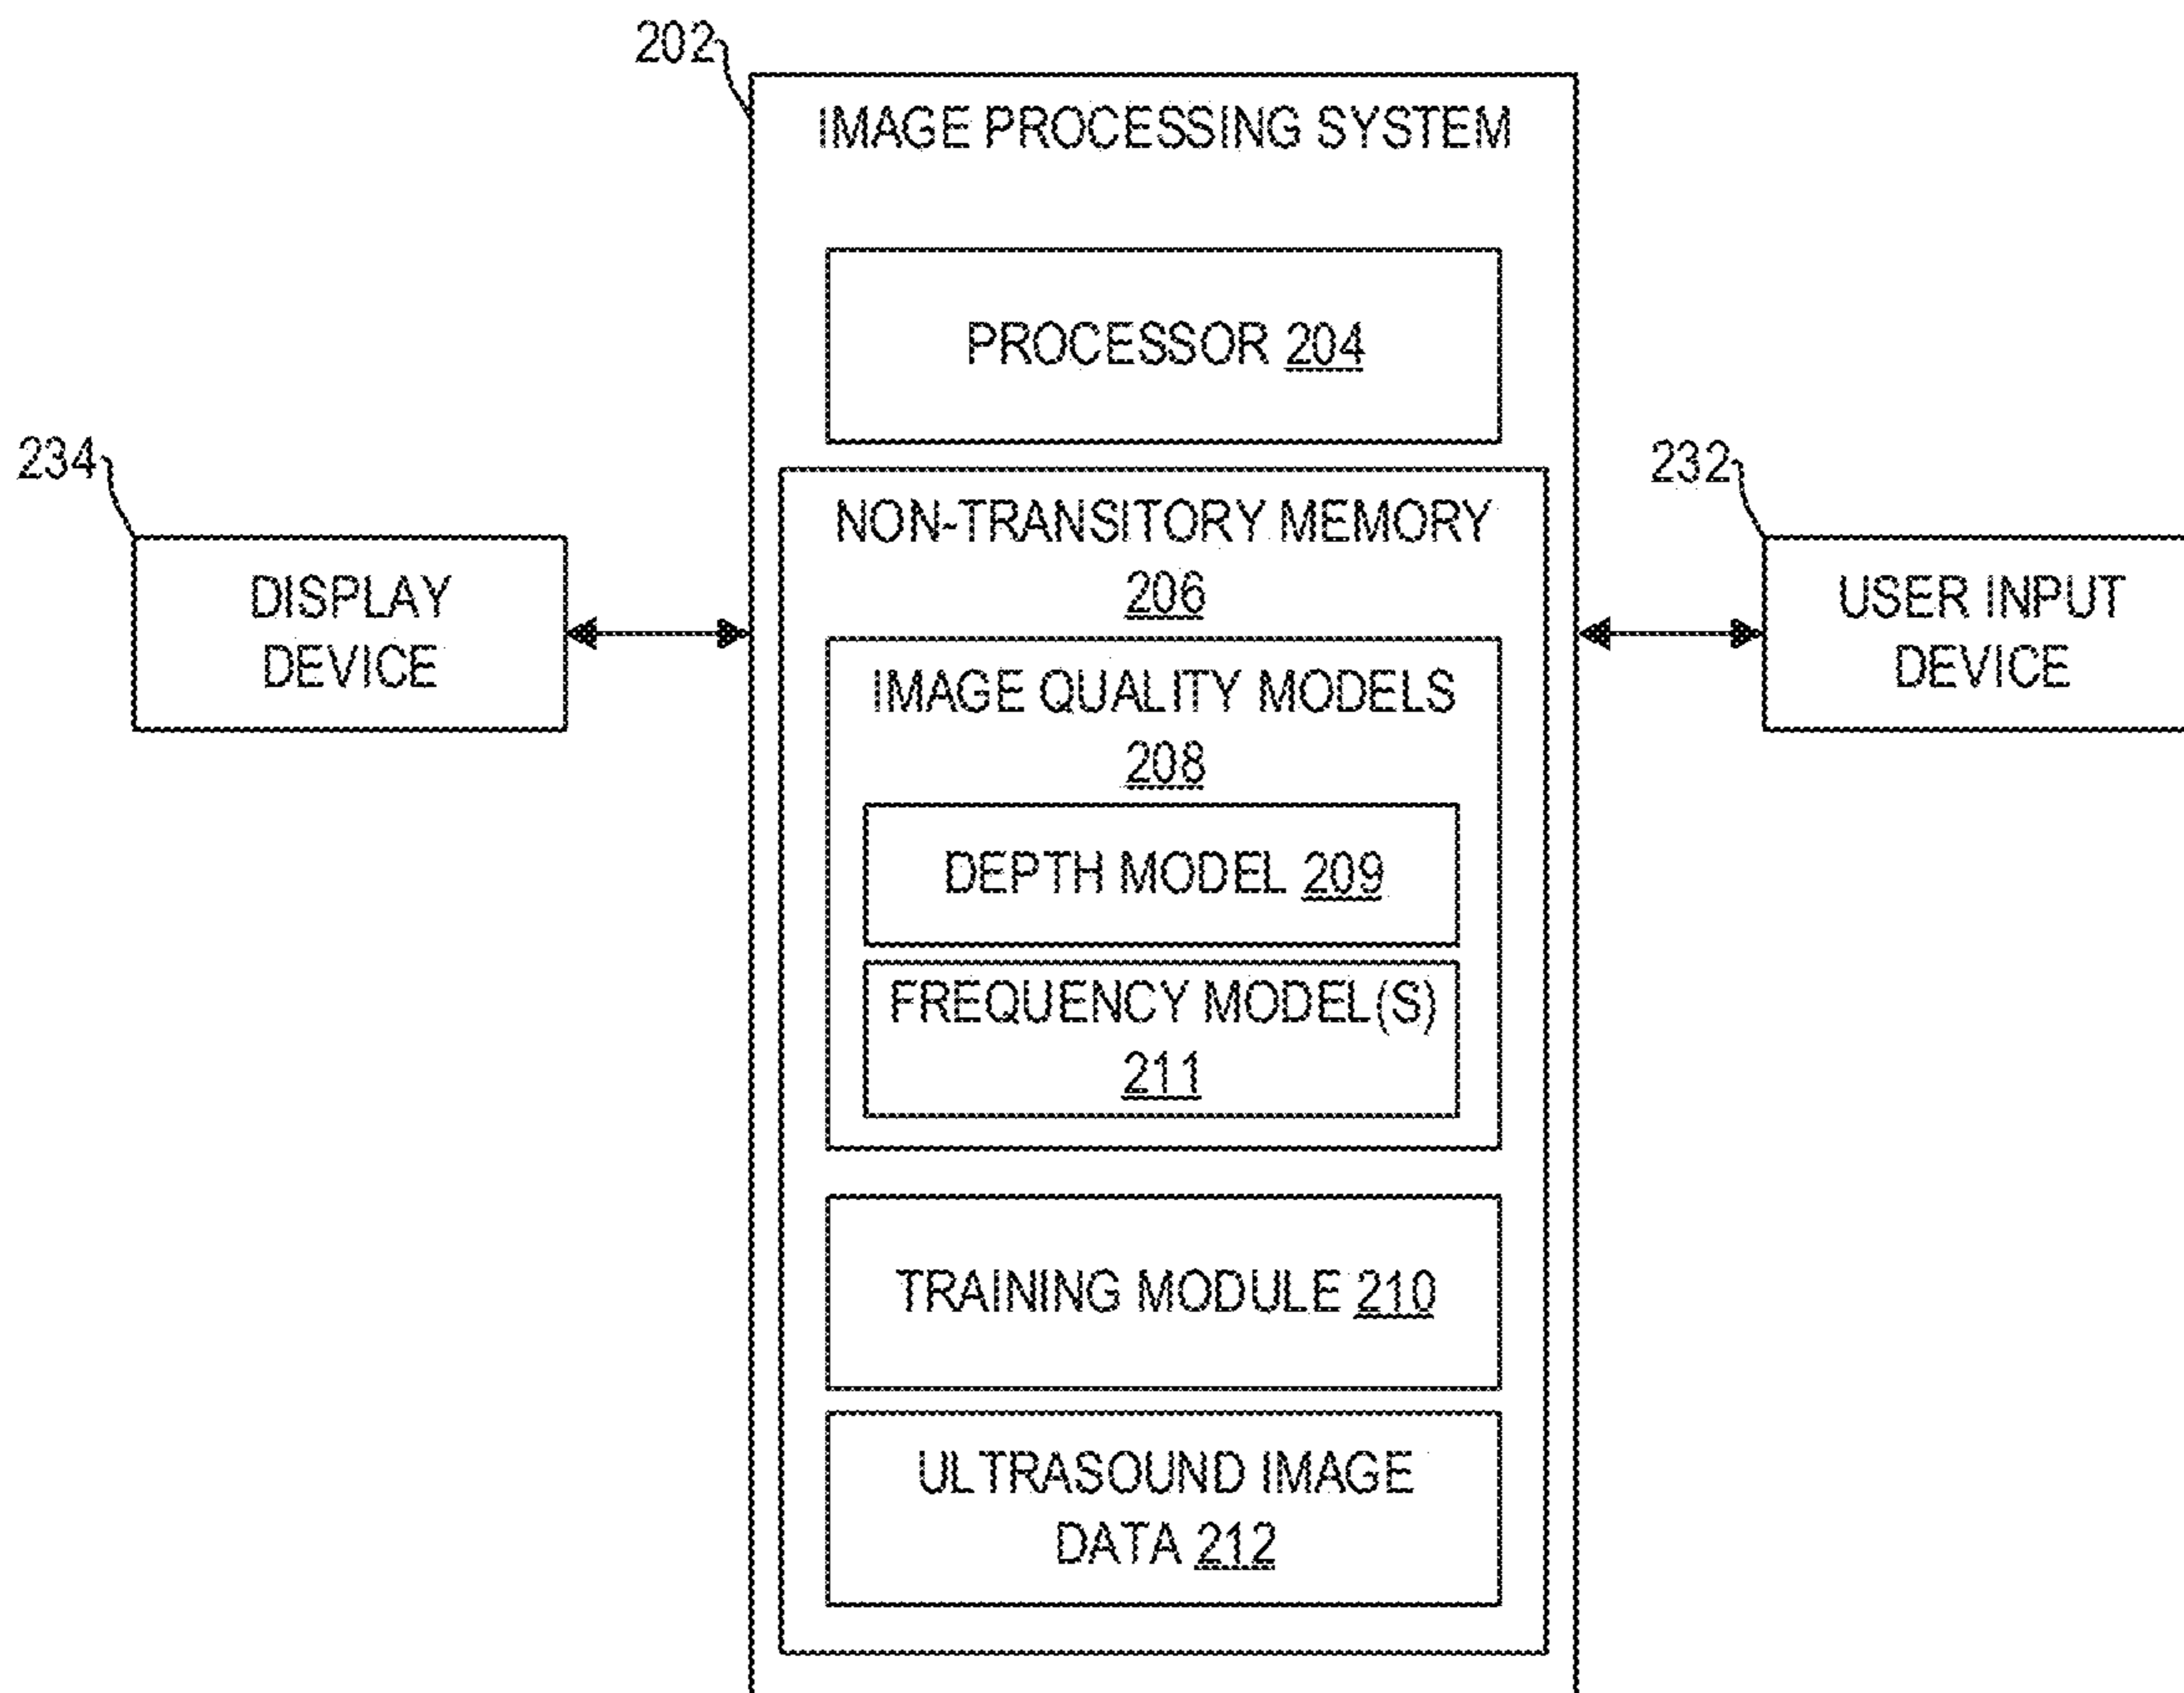 202
IMAGE PROCESSING SYSTEM
PROCESSOR 204
234
232
NON-TRANSITORY MEMORY
206
DISPLAY
DEVICE
USER INPUT
DEVICE
IMAGE QUALITY MODELS
208
DEPTH MODEL 209
FREQUENCY MODEL(S)
211
TRAINING MODULE 210
ULTRASOUND IMAGE
DATA 212